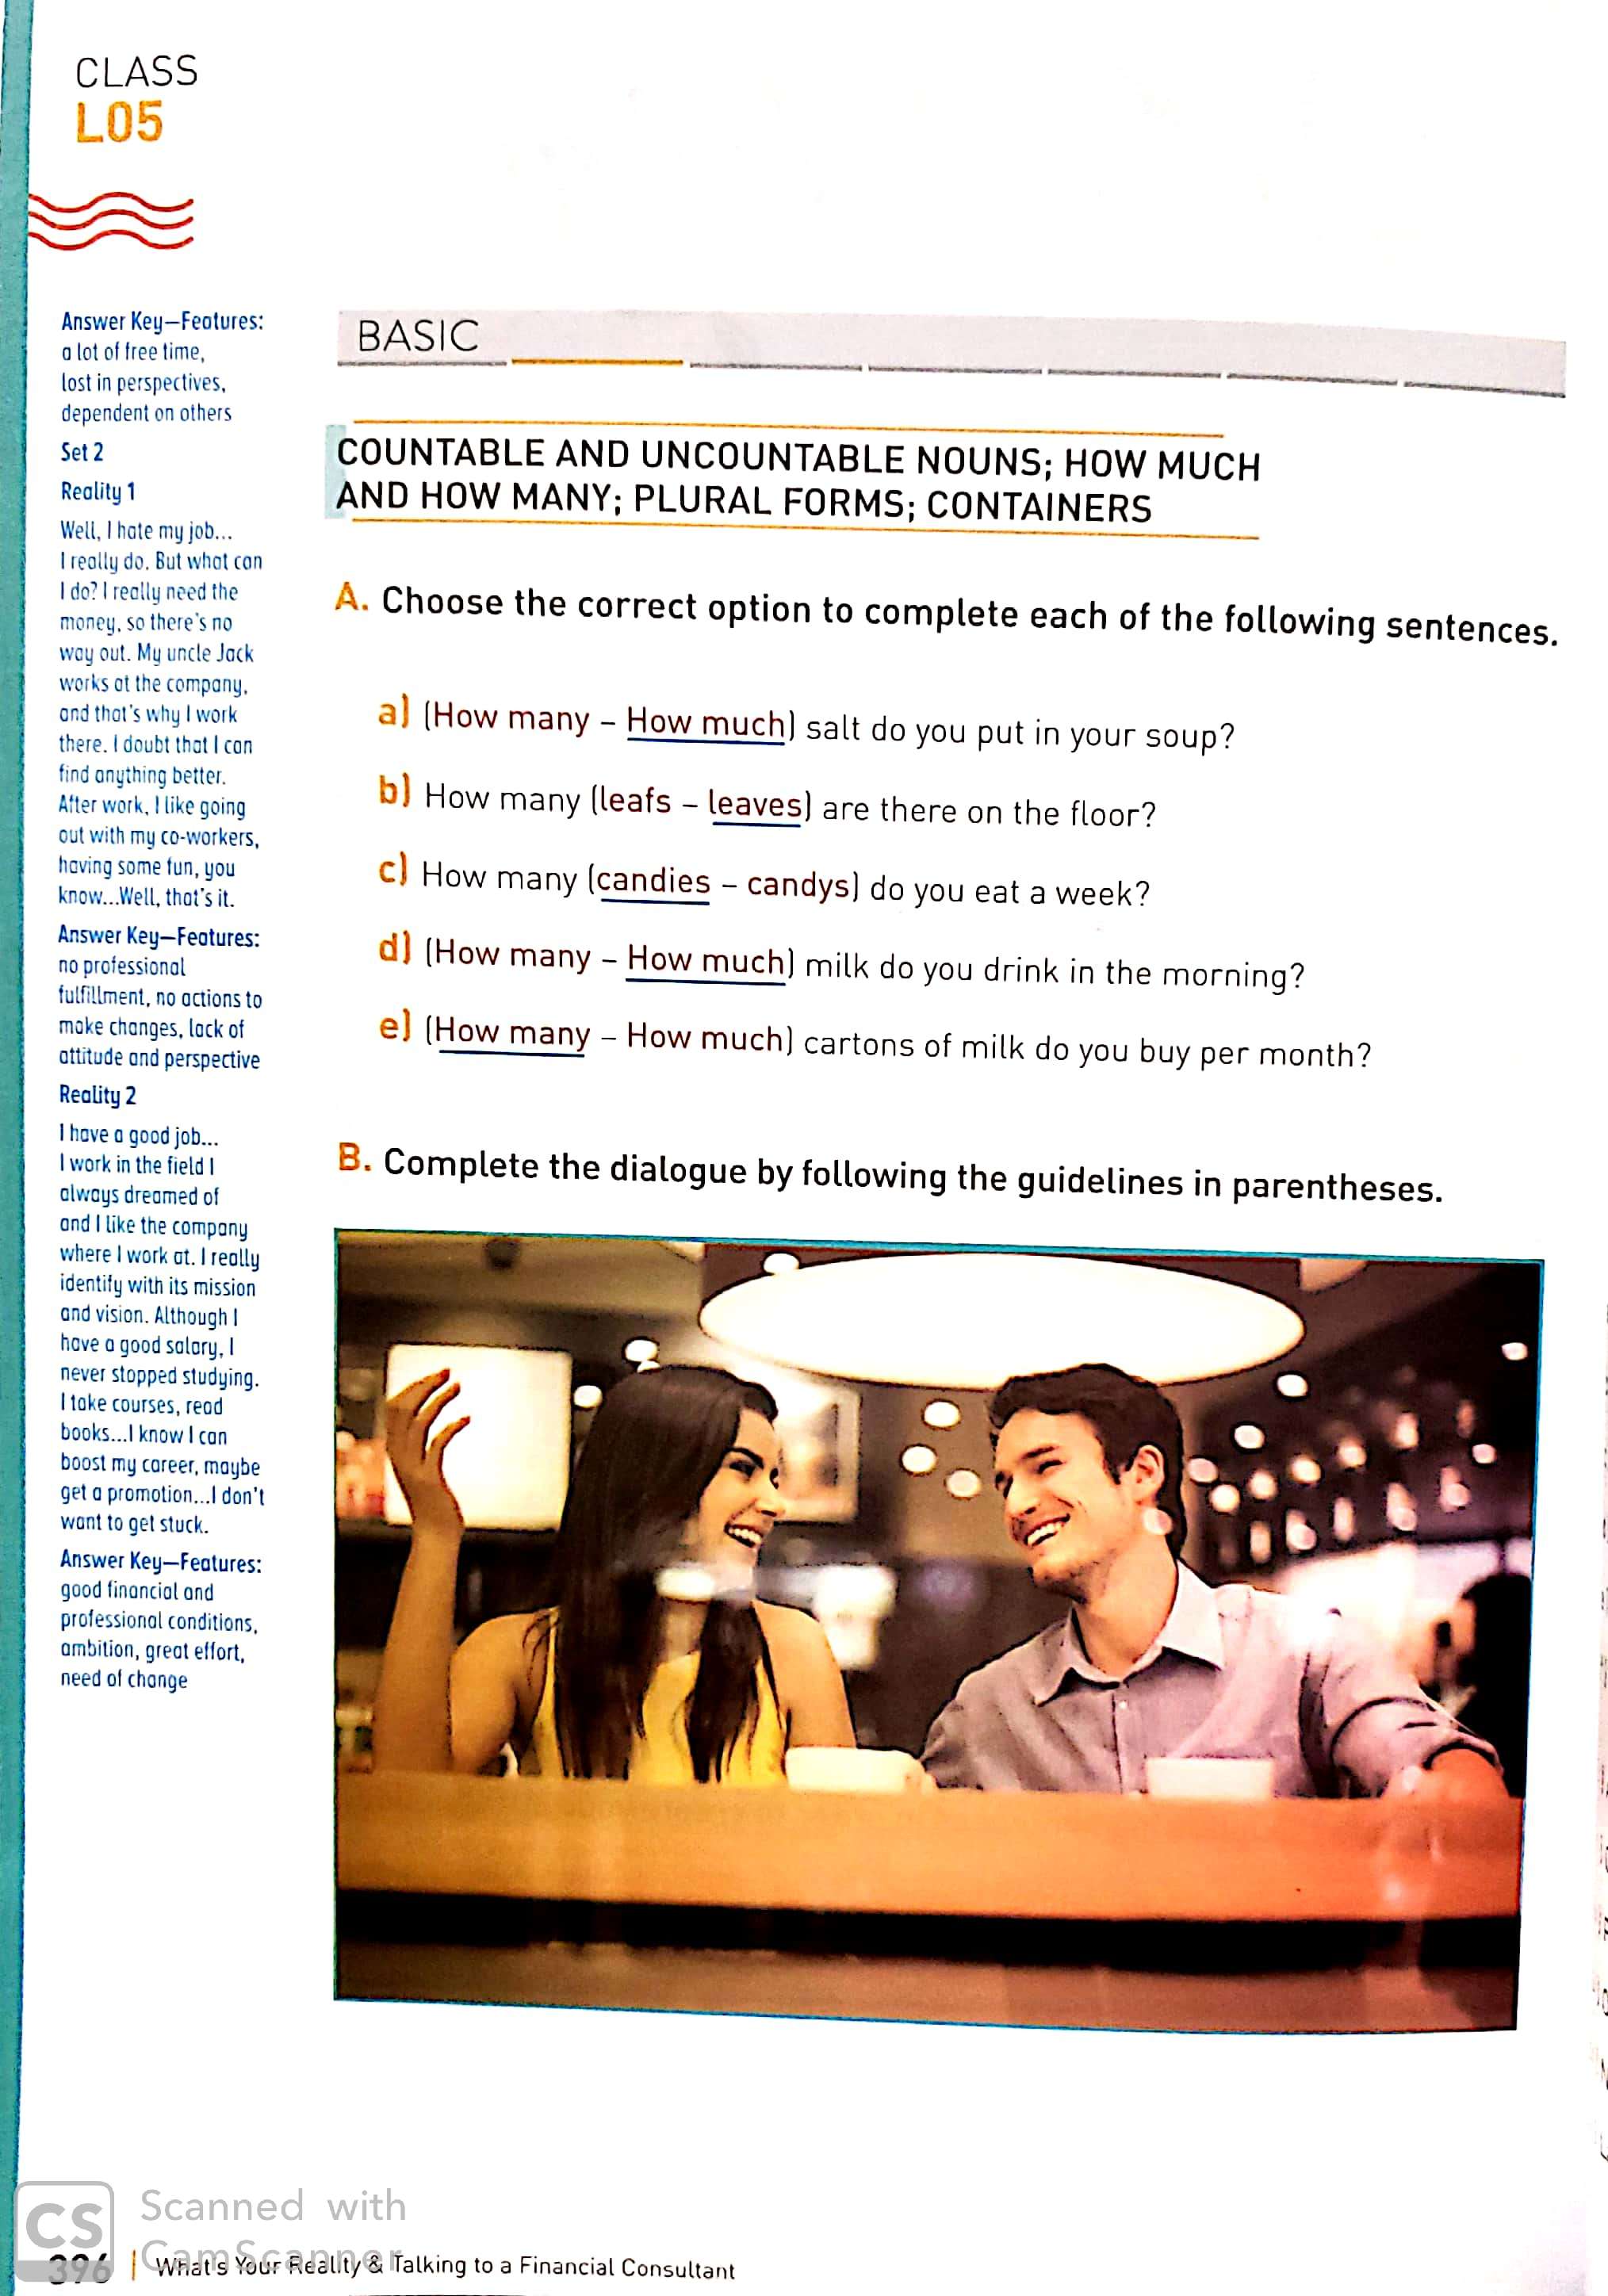 CLASS
L05
Answer Key—Features:
a lot of free time,
lost in perspectives,
dependent on others
Set 2
Reality 1
Well, I hate my job...
I really do. But what can
I do? I really need the
money, so there's no
way out. My uncle Jack
works at the company,
and that's why I work
there. I doubt that I can
find anything better.
After work, I like going
out with my co-workers,
having some fun, you
know...Well, that's it.
Answer Key—Features:
no professional
fulfillment, no actions to
make changes, lack of
attitude and perspective
Reality 2
I have a good job...
I work in the field I
always dreamed of
and I like the company
where I work at. I really
identify with its mission
and vision. Although I
have a good salary, I
never stopped studying.
I take courses, read
books...I know I can
boost my career, maybe
get a promotion...I don't
want to get stuck.
Answer Key—Features:
good financial and
professional conditions,
ambition, great effort,
need of change
BASIC
COUNTABLE AND UNCOUNTABLE NOUNS; HOW MUCH
AND HOW MANY; PLURAL FORMS; CONTAINERS
A. Choose the correct option to complete each of the following sentences.
a) (How many – How much) salt do you put in your soup?
b) How many (leafs – leaves) are there on the floor?
c) How many (candies – candys) do you eat a week?
d) (How many – How much) milk do you drink in the morning?
e) (How many – How much) cartons of milk do you buy per month?
B. Complete the dialogue by following the guidelines in parentheses.
CS
Scanned with
CamScanner
396 | What's Your Reality & Talking to a Financial Consultant